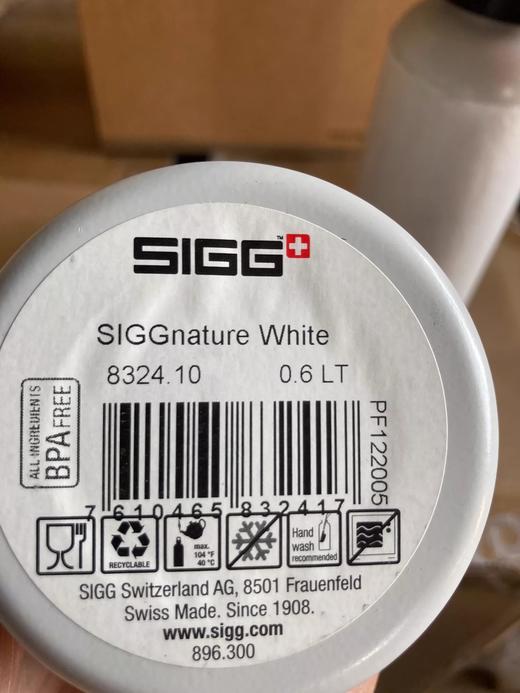 SIGG™
SIGGnature White
8324.10 0.6 LT
ALL INGREDIENTS
BPA FREE
PF122005
7 610465 832417
RECYCLABLE
max.
104 °F
40 °C
Hand
wash
recommended
SIGG Switzerland AG, 8501 Frauenfeld
Swiss Made. Since 1908.
www.sigg.com
896.300